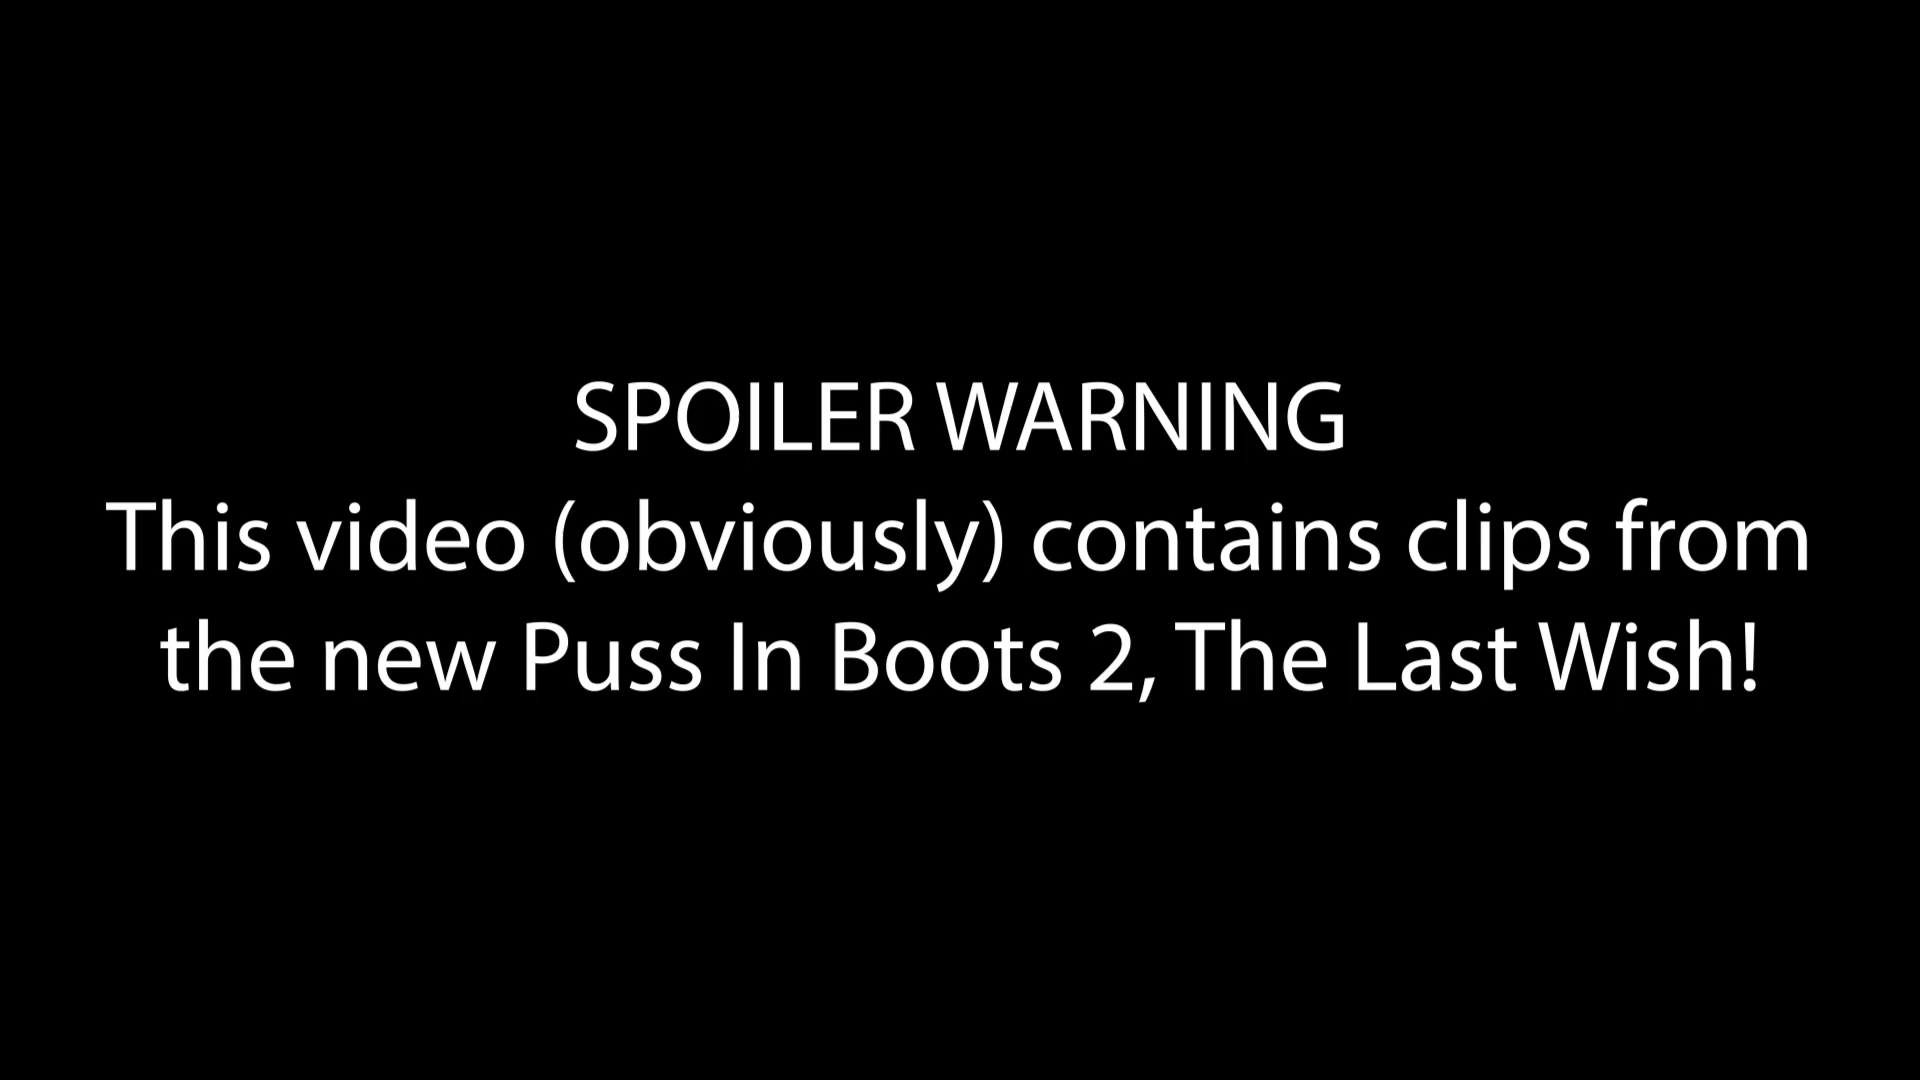 SPOILER WARNING
This video (obviously) contains clips from
the new Puss In Boots 2, The Last Wish!